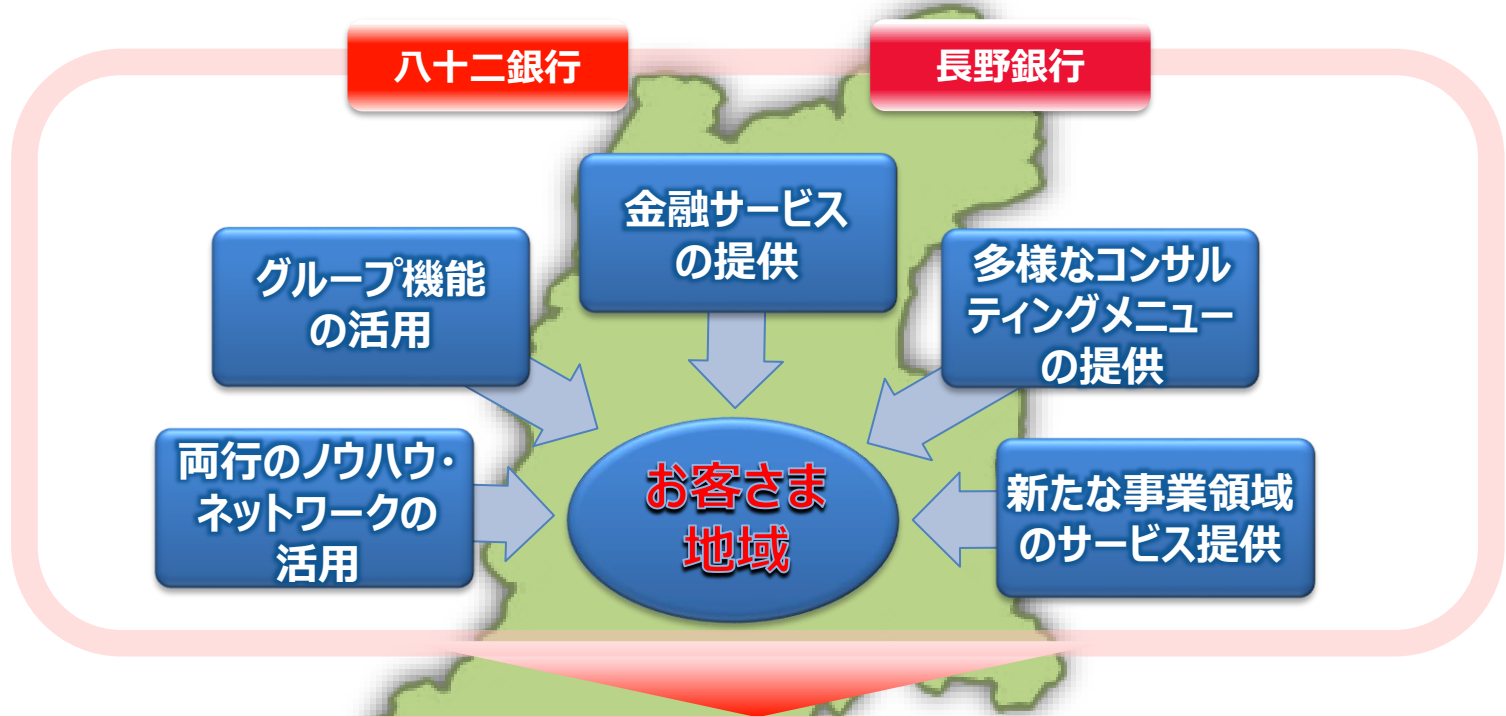 八十二銀行
長野銀行
金融サービス
の提供
グループ機能
の活用
多様なコンサル
ティングメニュー
の提供
両行のノウハウ・
ネットワークの
活用
お客さま
地域
新たな事業領域
のサービス提供